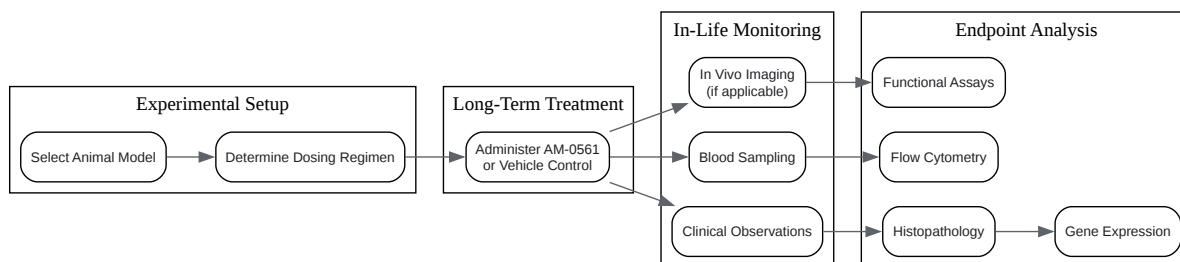 Experimental Setup
Select Animal Model
Determine Dosing Regimen
Long-Term Treatment
Administer AM-0561
or Vehicle Control
In-Life Monitoring
In Vivo Imaging
(if applicable)
Blood Sampling
Clinical Observations
Endpoint Analysis
Functional Assays
Flow Cytometry
Histopathology
Gene Expression